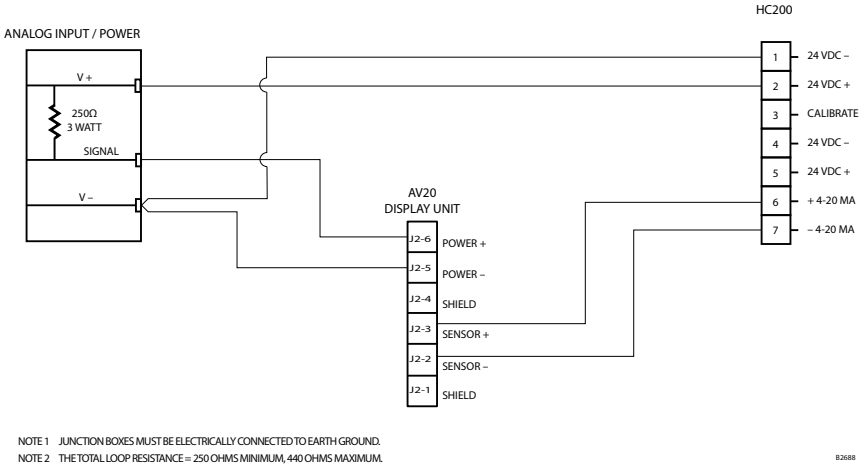 HC200
ANALOG INPUT / POWER
V +
250Ω
3 WATT
SIGNAL
V –
1 24 VDC –
2 24 VDC +
3 CALIBRATE
4 24 VDC –
5 24 VDC +
6 + 4-20 MA
7 – 4-20 MA
AV20
DISPLAY UNIT
J2-6 POWER +
J2-5 POWER –
J2-4 SHIELD
J2-3 SENSOR +
J2-2 SENSOR –
J2-1 SHIELD
NOTE 1 JUNCTION BOXES MUST BE ELECTRICALLY CONNECTED TO EARTH GROUND.
NOTE 2 THE TOTAL LOOP RESISTANCE = 250 OHMS MINIMUM, 440 OHMS MAXIMUM.
B2688